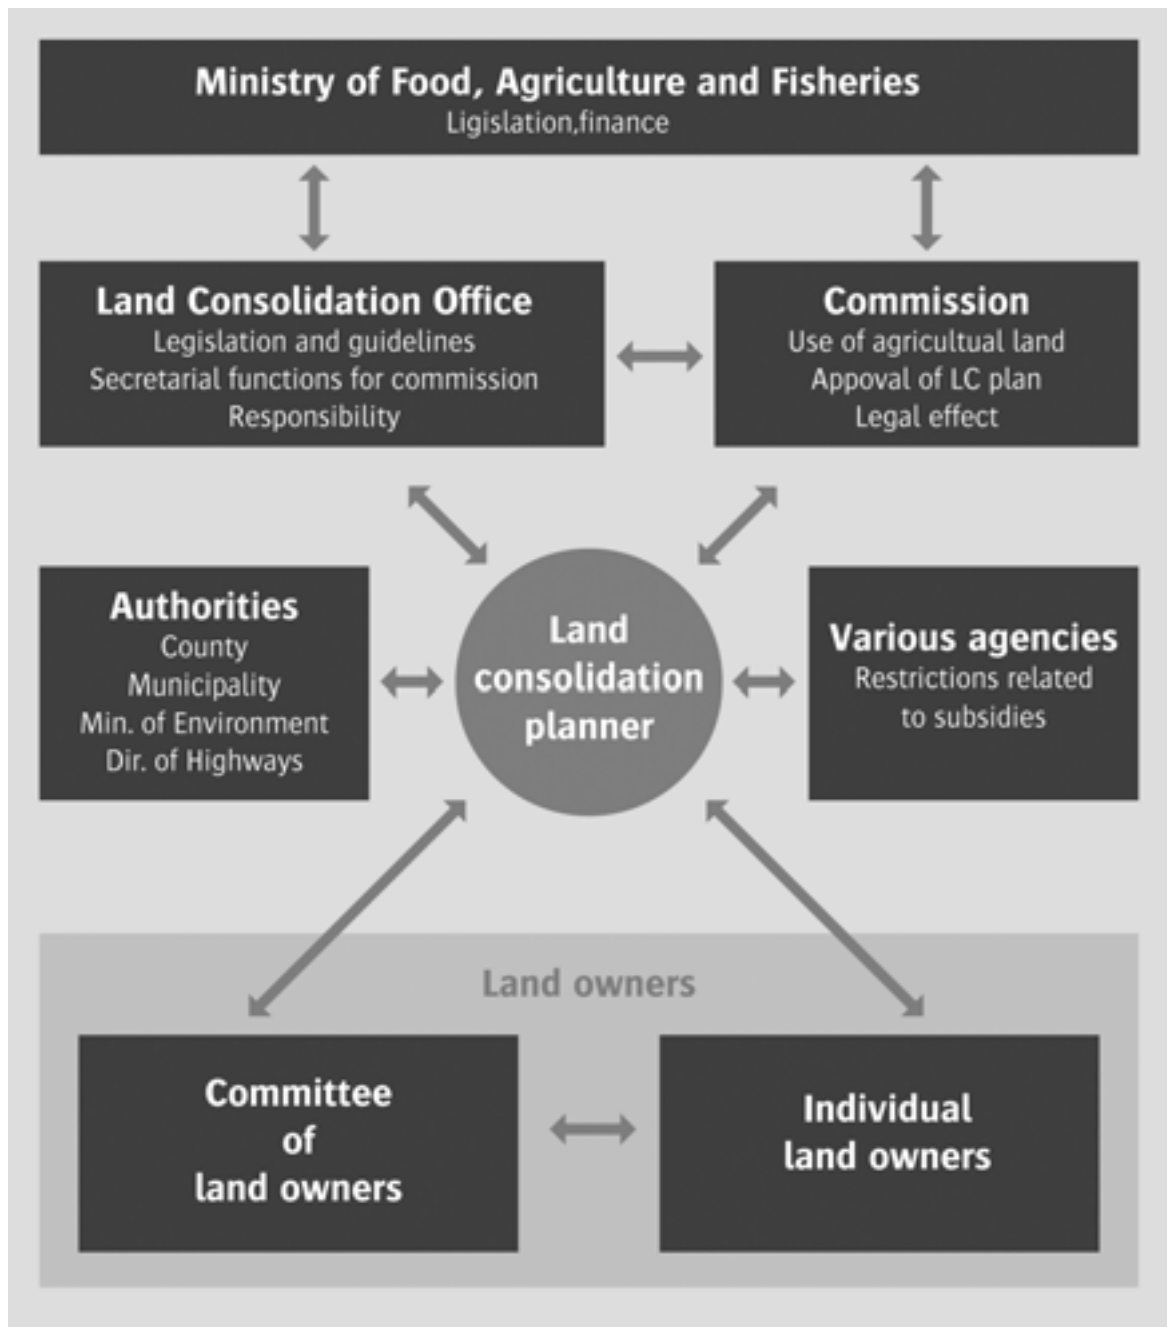 Ministry of Food, Agriculture and Fisheries
Ligislation,finance
Land Consolidation Office
Legislation and guidelines
Secretarial functions for commission
Responsibility
Commission
Use of agricultual land
Appoval of LC plan
Legal effect
Authorities
County
Municipality
Min. of Environment
Dir. of Highways
Land
consolidation
planner
Various agencies
Restrictions related
to subsidies
Land owners
Committee
of
land owners
Individual
land owners